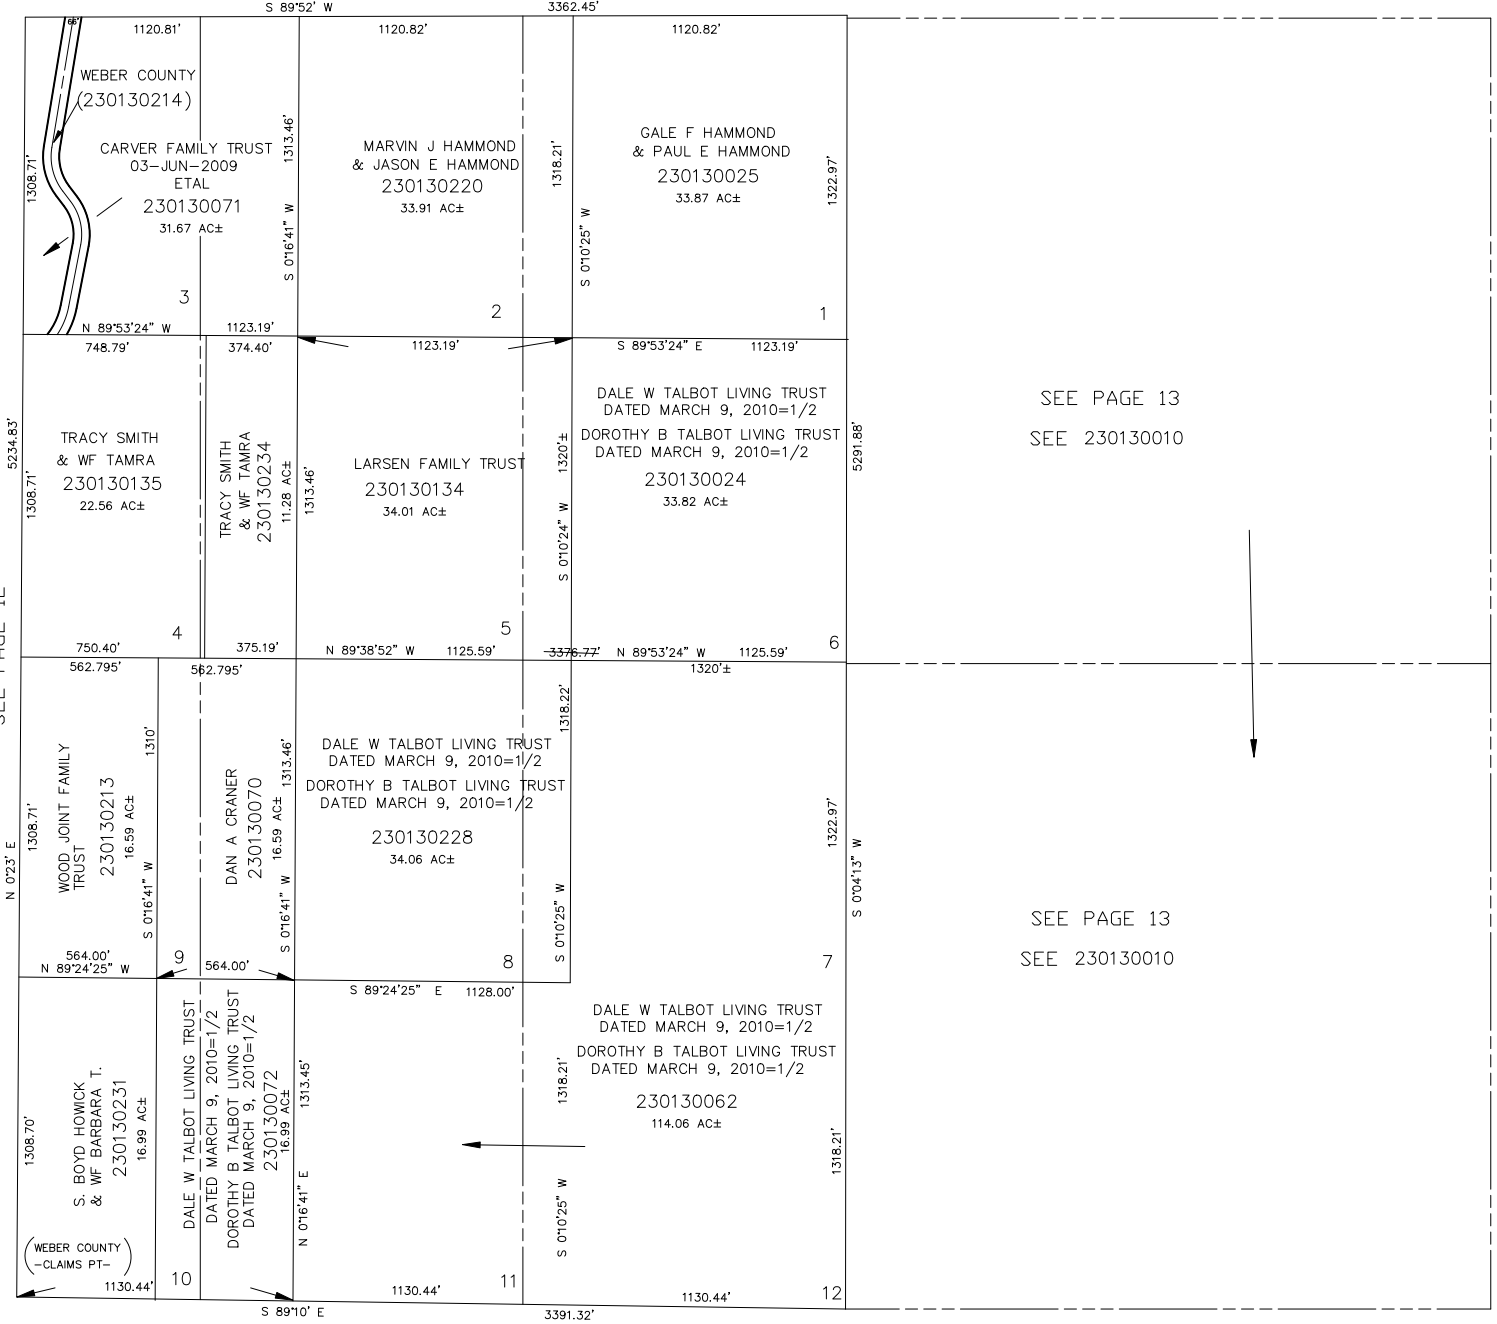 S 89°52' W
3362.45'
66'
1120.81'
1120.82'
1120.82'
WEBER COUNTY
(230130214)
CARVER FAMILY TRUST
03-JUN-2009
ETAL
230130071
31.67 AC±
1308.71'
1313.46'
S 0°16'41" W
3
MARVIN J HAMMOND
& JASON E HAMMOND
230130220
33.91 AC±
1318.21'
S 0°10'25" W
2
GALE F HAMMOND
& PAUL E HAMMOND
230130025
33.87 AC±
1322.97'
1
N 89°53'24" W
1123.19'
748.79'
374.40'
1123.19'
S 89°53'24" E
1123.19'
5234.83'
TRACY SMITH
& WF TAMRA
230130135
22.56 AC±
1308.71'
4
TRACY SMITH
& WF TAMRA
230130234
11.28 AC±
1313.46'
LARSEN FAMILY TRUST
230130134
34.01 AC±
1320'±
S 0°10'24" W
5
DALE W TALBOT LIVING TRUST
DATED MARCH 9, 2010=1/2
DOROTHY B TALBOT LIVING TRUST
DATED MARCH 9, 2010=1/2
230130024
33.82 AC±
5291.88'
6
SEE PAGE 13
SEE 230130010
750.40'
375.19'
N 89°38'52" W
1125.59'
3376.77'
N 89°53'24" W
1125.59'
562.795'
562.795'
1320'±
N 0°23' E
1308.71'
WOOD JOINT FAMILY
TRUST
230130213
16.59 AC±
1310'
S 0°16'41" W
9
DAN A CRANER
230130070
16.59 AC±
1313.46'
S 0°16'41" W
DALE W TALBOT LIVING TRUST
DATED MARCH 9, 2010=1/2
DOROTHY B TALBOT LIVING TRUST
DATED MARCH 9, 2010=1/2
230130228
34.06 AC±
1318.22'
S 0°10'25" W
8
1322.97'
S 0°04'13" W
7
SEE PAGE 13
SEE 230130010
564.00'
N 89°24'25" W
564.00'
S 89°24'25" E
1128.00'
1308.70'
S. BOYD HOWICK
& WF BARBARA T.
230130231
16.99 AC±
(WEBER COUNTY
-CLAIMS PT-)
DALE W TALBOT LIVING TRUST
DATED MARCH 9, 2010=1/2
DOROTHY B TALBOT LIVING TRUST
DATED MARCH 9, 2010=1/2
230130072
16.99 AC±
1313.45'
N 0°16'41" E
1318.21'
S 0°10'25" W
DALE W TALBOT LIVING TRUST
DATED MARCH 9, 2010=1/2
DOROTHY B TALBOT LIVING TRUST
DATED MARCH 9, 2010=1/2
230130062
114.06 AC±
1318.21'
1130.44'
10
1130.44'
11
1130.44'
12
S 89°10' E
3391.32'